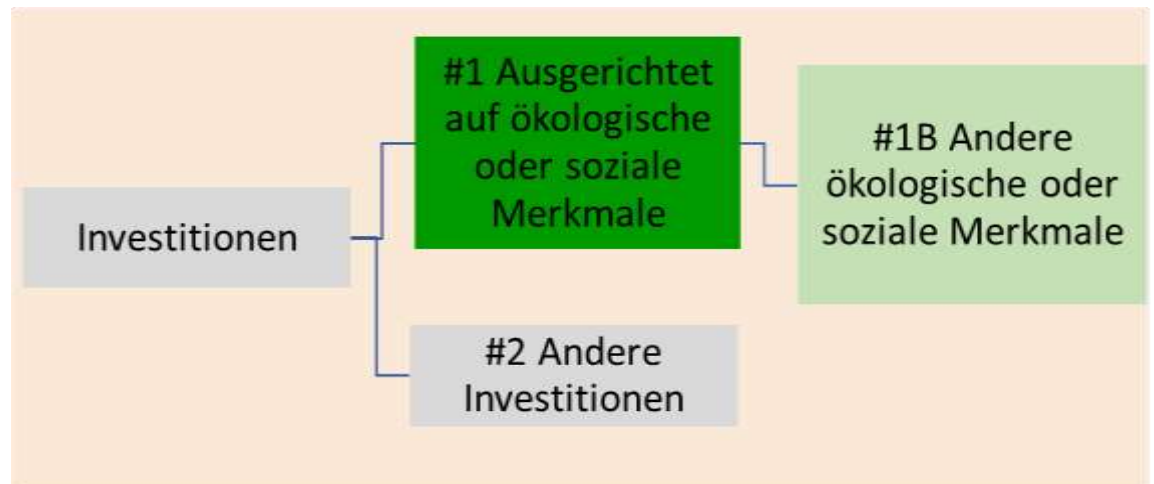 Investitionen
#1 Ausgerichtet
auf ökologische
oder soziale
Merkmale
#1B Andere
ökologische oder
soziale Merkmale
#2 Andere
Investitionen